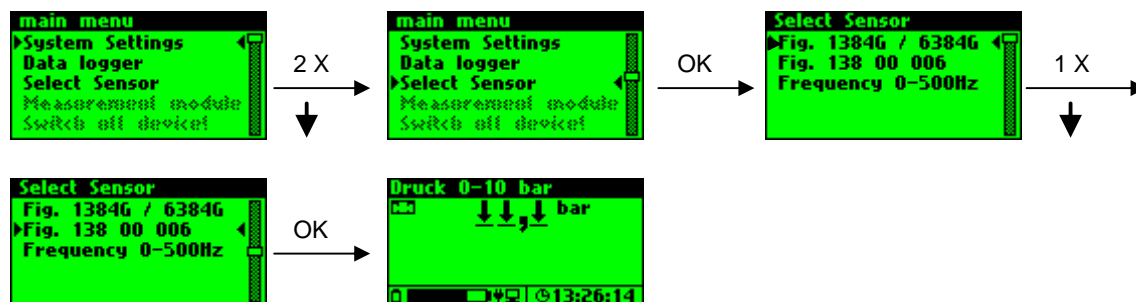 main menu
System Settings
Data logger
Select Sensor
Measurement module
Switch off device!
2 X
main menu
System Settings
Data logger
Select Sensor
Measurement module
Switch off device!
OK
Select Sensor
Fig. 1384G / 6384G
Fig. 138 00 006
Frequency 0-500Hz
1 X
Select Sensor
Fig. 1384G / 6384G
Fig. 138 00 006
Frequency 0-500Hz
OK
Druck 0-10 bar
, bar
13:26:14